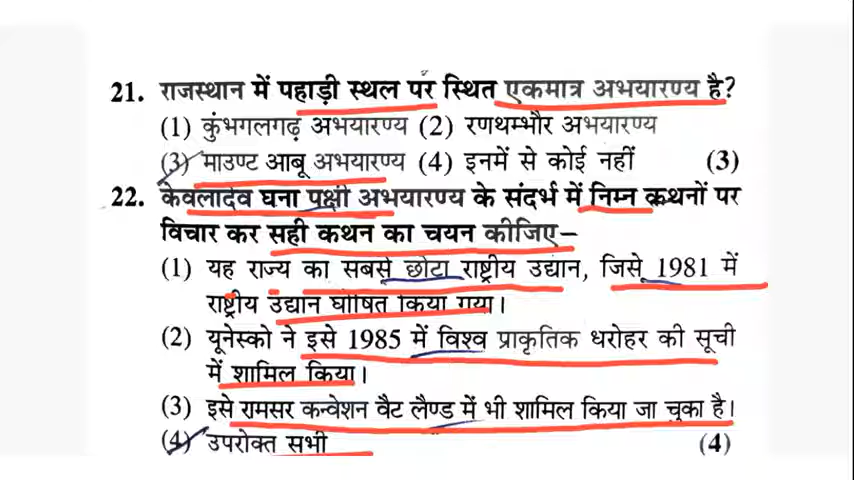 21. राजस्थान में पहाड़ी स्थल पर स्थित एकमात्र अभयारण्य है?
(1) कुंभगलगढ़ अभयारण्य (2) रणथम्भौर अभयारण्य
(3) माउण्ट आबू अभयारण्य (4) इनमें से कोई नहीं (3)
22. केवलादेव घना पक्षी अभयारण्य के संदर्भ में निम्न कथनों पर
विचार कर सही कथन का चयन कीजिए–
(1) यह राज्य का सबसे छोटा राष्ट्रीय उद्यान, जिसे 1981 में
राष्ट्रीय उद्यान घोषित किया गया।
(2) यूनेस्को ने इसे 1985 में विश्व प्राकृतिक धरोहर की सूची
में शामिल किया।
(3) इसे रामसर कन्वेशन वैट लैण्ड में भी शामिल किया जा चुका है।
(4) उपरोक्त सभी (4)